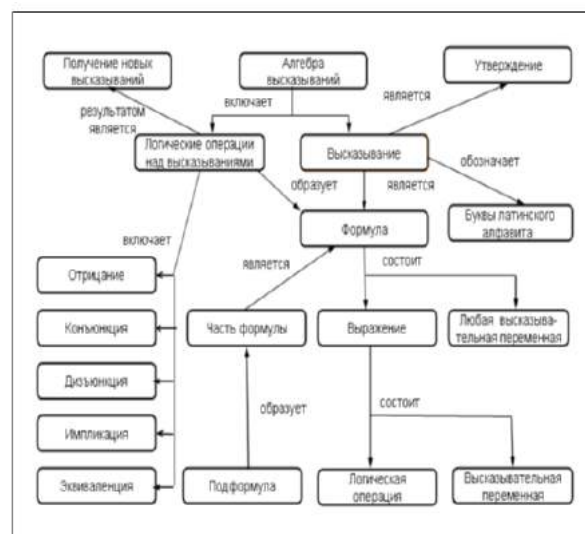 Получение новых
высказываний
Алгебра
высказываний
Утверждение
включает
является
результатом
является
Логические операции
над высказываниями
Высказывание
обозначает
образует
является
Буквы латинского
алфавита
Формула
включает
является
состоит
Отрицание
Конъюнкция
Часть формулы
Выражение
Любая высказыва-
тельная переменная
Дизъюнкция
образует
состоит
Импликация
Эквиваленция
Подформула
Логическая
операция
Высказывательная
переменная